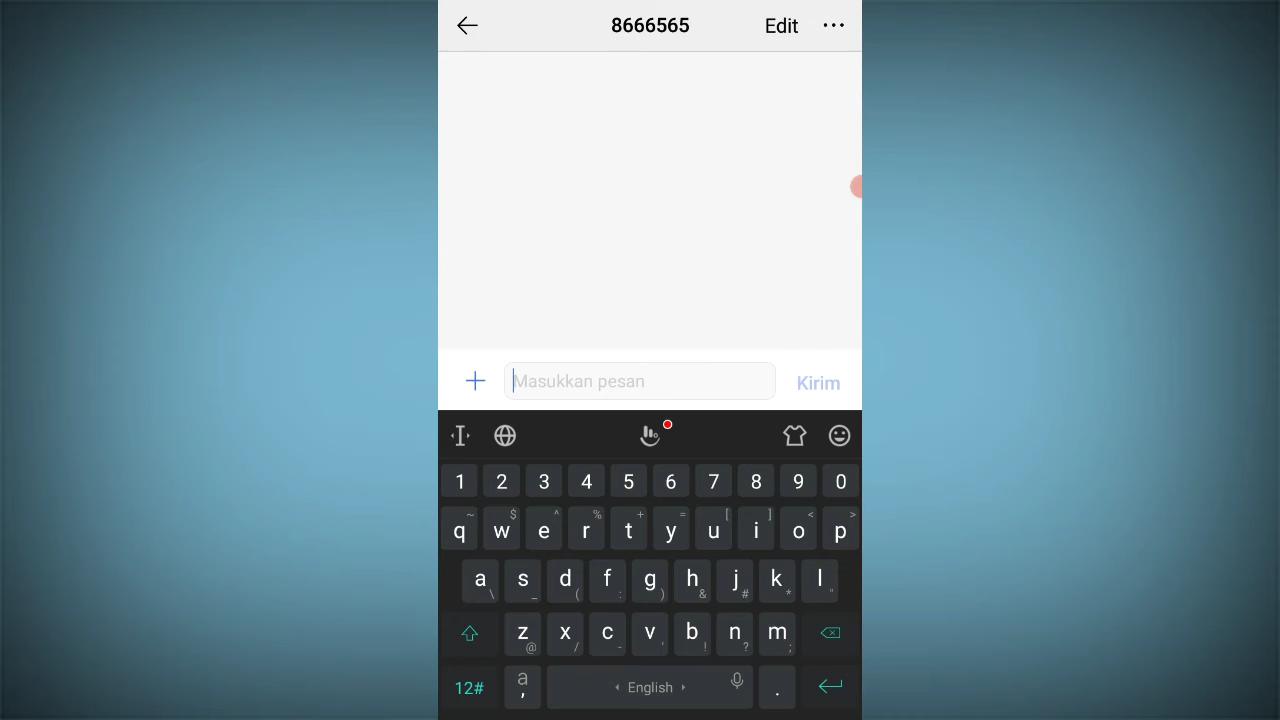 8666565 Edit
Masukkan pesan Kirim
1 2 3 4 5 6 7 8 9 0
~ $ ^ % + = [ ] < >
q w e r t y u i o p
a s d f g h j k l
\ _ ( : ) & # * "
z x c v b n m
@ / - ' ! ? ;
12# a , English .